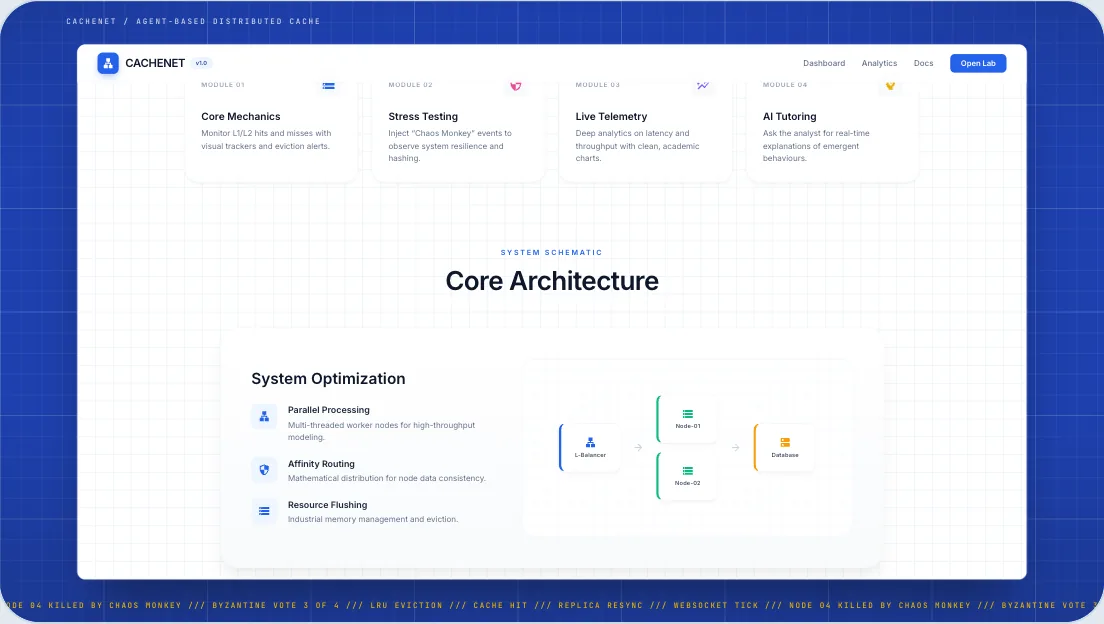 CACHENET / AGENT-BASED DISTRIBUTED CACHE
CACHENET v1.0
Dashboard Analytics Docs Open Lab
MODULE 01
Core Mechanics
Monitor L1/L2 hits and misses with
visual trackers and eviction alerts.
MODULE 02
Stress Testing
Inject "Chaos Monkey" events to
observe system resilience and
hashing.
MODULE 03
Live Telemetry
Deep analytics on latency and
throughput with clean, academic
charts.
MODULE 04
AI Tutoring
Ask the analyst for real-time
explanations of emergent
behaviours.
SYSTEM SCHEMATIC
Core Architecture
System Optimization
Parallel Processing
Multi-threaded worker nodes for high-throughput
modeling.
Affinity Routing
Mathematical distribution for node data consistency.
Resource Flushing
Industrial memory management and eviction.
L-Balancer
Node-01
Node-02
Database
ODE 04 KILLED BY CHAOS MONKEY /// BYZANTINE VOTE 3 OF 4 /// LRU EVICTION /// CACHE HIT /// REPLICA RESYNC /// WEBSOCKET TICK /// NODE 04 KILLED BY CHAOS MONKEY /// BYZANTINE VOTE